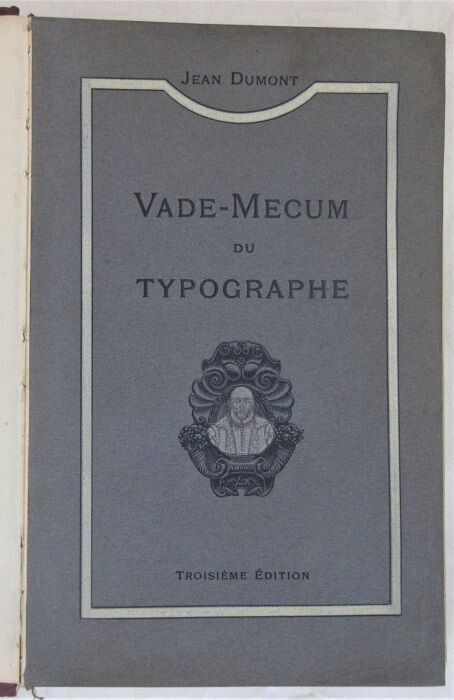 JEAN DUMONT
VADE-MECUM
DU
TYPOGRAPHE
TROISIÈME ÉDITION